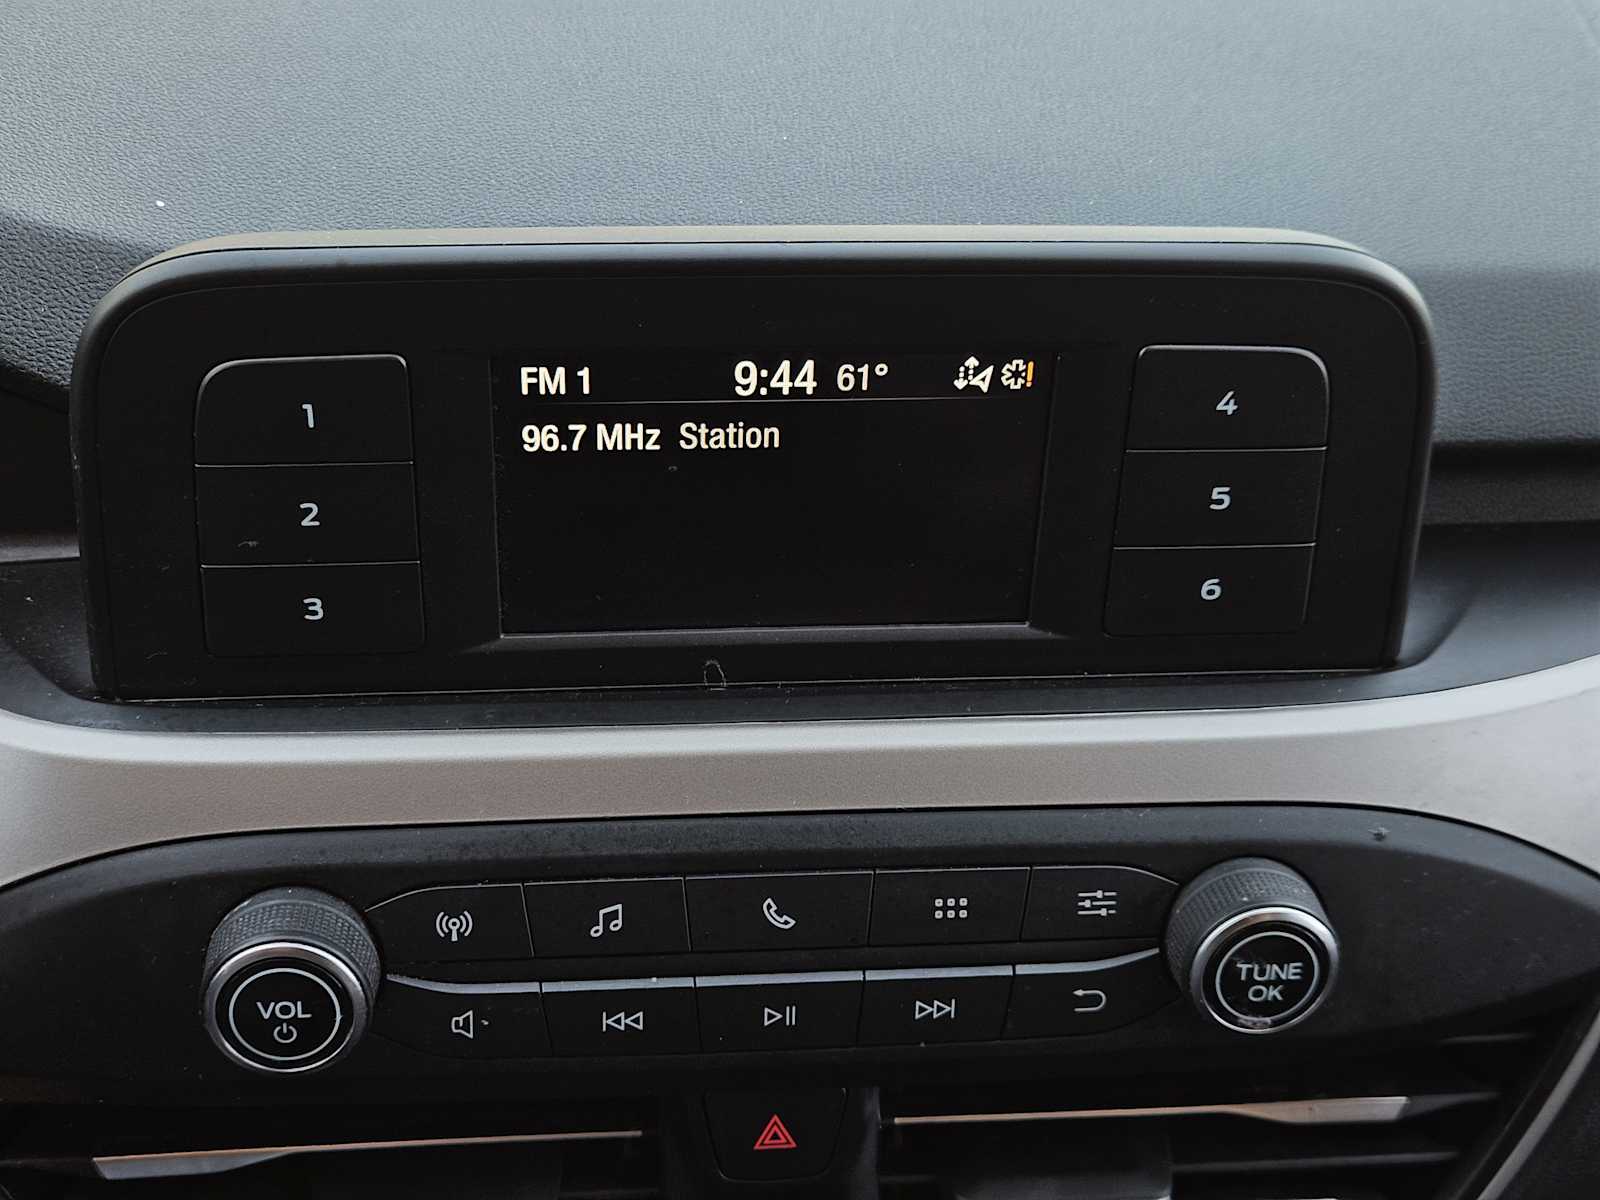 FM 1 9:44 61°
96.7 MHz Station
1
2
3
4
5
6
VOL
TUNE
OK